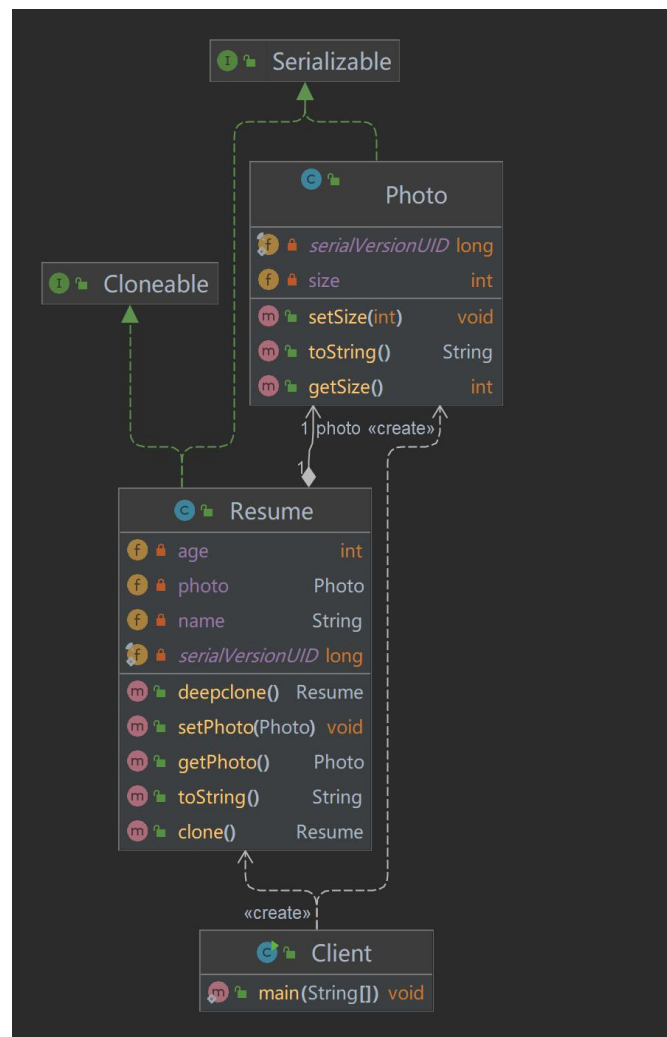 Serializable
Photo
serialVersionUID long
size int
setSize(int) void
toString() String
getSize() int
Cloneable
1 photo «create»
1
Resume
age int
photo Photo
name String
serialVersionUID long
deepclone() Resume
setPhoto(Photo) void
getPhoto() Photo
toString() String
clone() Resume
«create»
Client
main(String[]) void